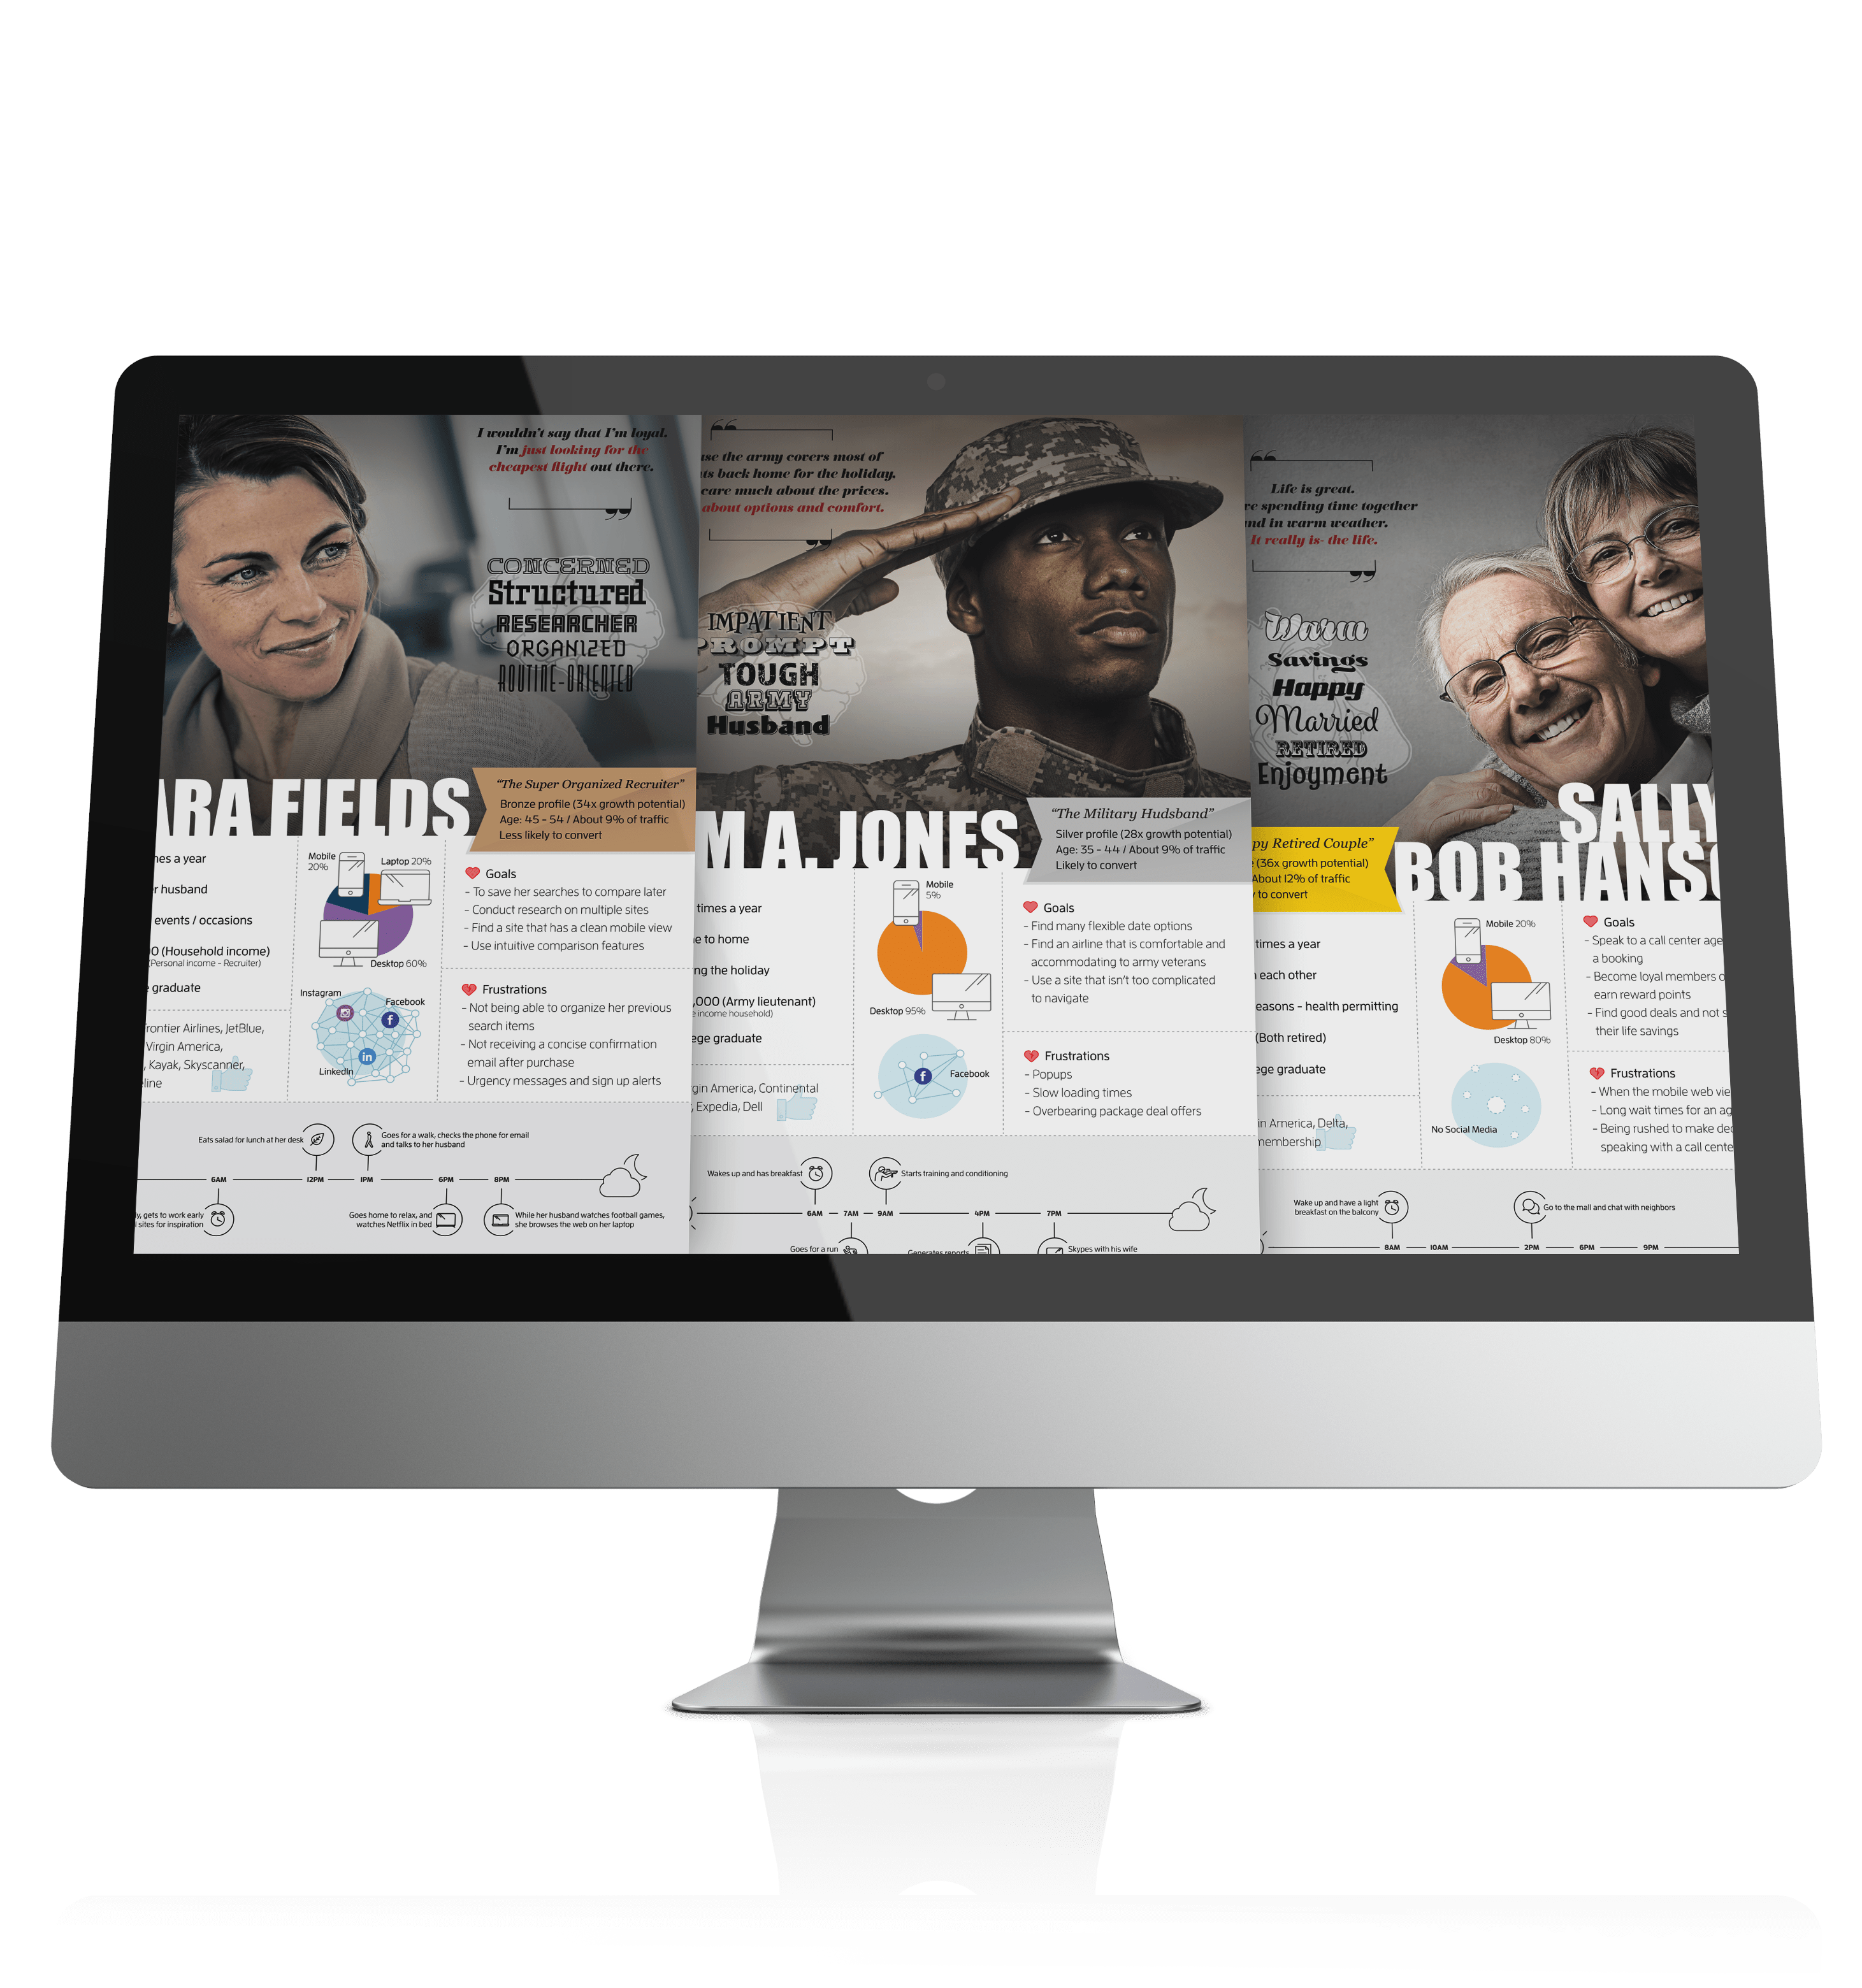 I wouldn't say that I'm loyal.
I'm just looking for the
cheapest flight out there.
CONCERNED
Structured
RESEARCHER
ORGANIZED
ROUTINE-ORIENTED
ARA FIELDS
"The Super Organized Recruiter"
Bronze profile (34x growth potential)
Age: 45 - 54 / About 9% of traffic
Less likely to convert
mes a year
r husband
events / occasions
00 (Household income)
(Personal income - Recruiter)
graduate
rontier Airlines, JetBlue,
Virgin America,
, Kayak, Skyscanner,
line
Mobile
20%
Laptop 20%
Desktop 60%
Instagram
Facebook
LinkedIn
Goals
- To save her searches to compare later
- Conduct research on multiple sites
- Find a site that has a clean mobile view
- Use intuitive comparison features
Frustrations
- Not being able to organize her previous
search items
- Not receiving a concise confirmation
email after purchase
- Urgency messages and sign up alerts
Eats salad for lunch at her desk
Goes for a walk, checks the phone for email
and talks to her husband
6AM
12PM
1PM
6PM
8PM
y, gets to work early
sites for inspiration
Goes home to relax, and
watches Netflix in bed
While her husband watches football games,
she browses the web on her laptop
use the army covers most of
ts back home for the holiday.
care much about the prices.
about options and comfort.
IMPATIENT
PROMPT
TOUGH
ARMY
Husband
M A. JONES
"The Military Hudsband"
Silver profile (28x growth potential)
Age: 35 - 44 / About 9% of traffic
Likely to convert
times a year
e to home
ng the holiday
,000 (Army lieutenant)
e income household)
ege graduate
gin America, Continental
, Expedia, Dell
Mobile
5%
Desktop 95%
Facebook
Goals
- Find many flexible date options
- Find an airline that is comfortable and
accommodating to army veterans
- Use a site that isn't too complicated
to navigate
Frustrations
- Popups
- Slow loading times
- Overbearing package deal offers
Wakes up and has breakfast
Starts training and conditioning
6AM
7AM
9AM
4PM
7PM
Goes for a run
Generates reports
Skypes with his wife
Life is great.
ve spending time together
nd in warm weather.
It really is- the life.
Warm
Savings
Happy
Married
RETIRED
Enjoyment
SALLY
BOB HANSO
py Retired Couple"
(36x growth potential)
About 12% of traffic
y to convert
times a year
each other
easons - health permitting
(Both retired)
ege graduate
in America, Delta,
membership
Mobile 20%
Desktop 80%
No Social Media
Goals
- Speak to a call center age
a booking
- Become loyal members o
earn reward points
- Find good deals and not s
their life savings
Frustrations
- When the mobile web vie
- Long wait times for an ag
- Being rushed to make dec
speaking with a call cente
Wake up and have a light
breakfast on the balcony
Go to the mall and chat with neighbors
8AM
10AM
2PM
6PM
9PM